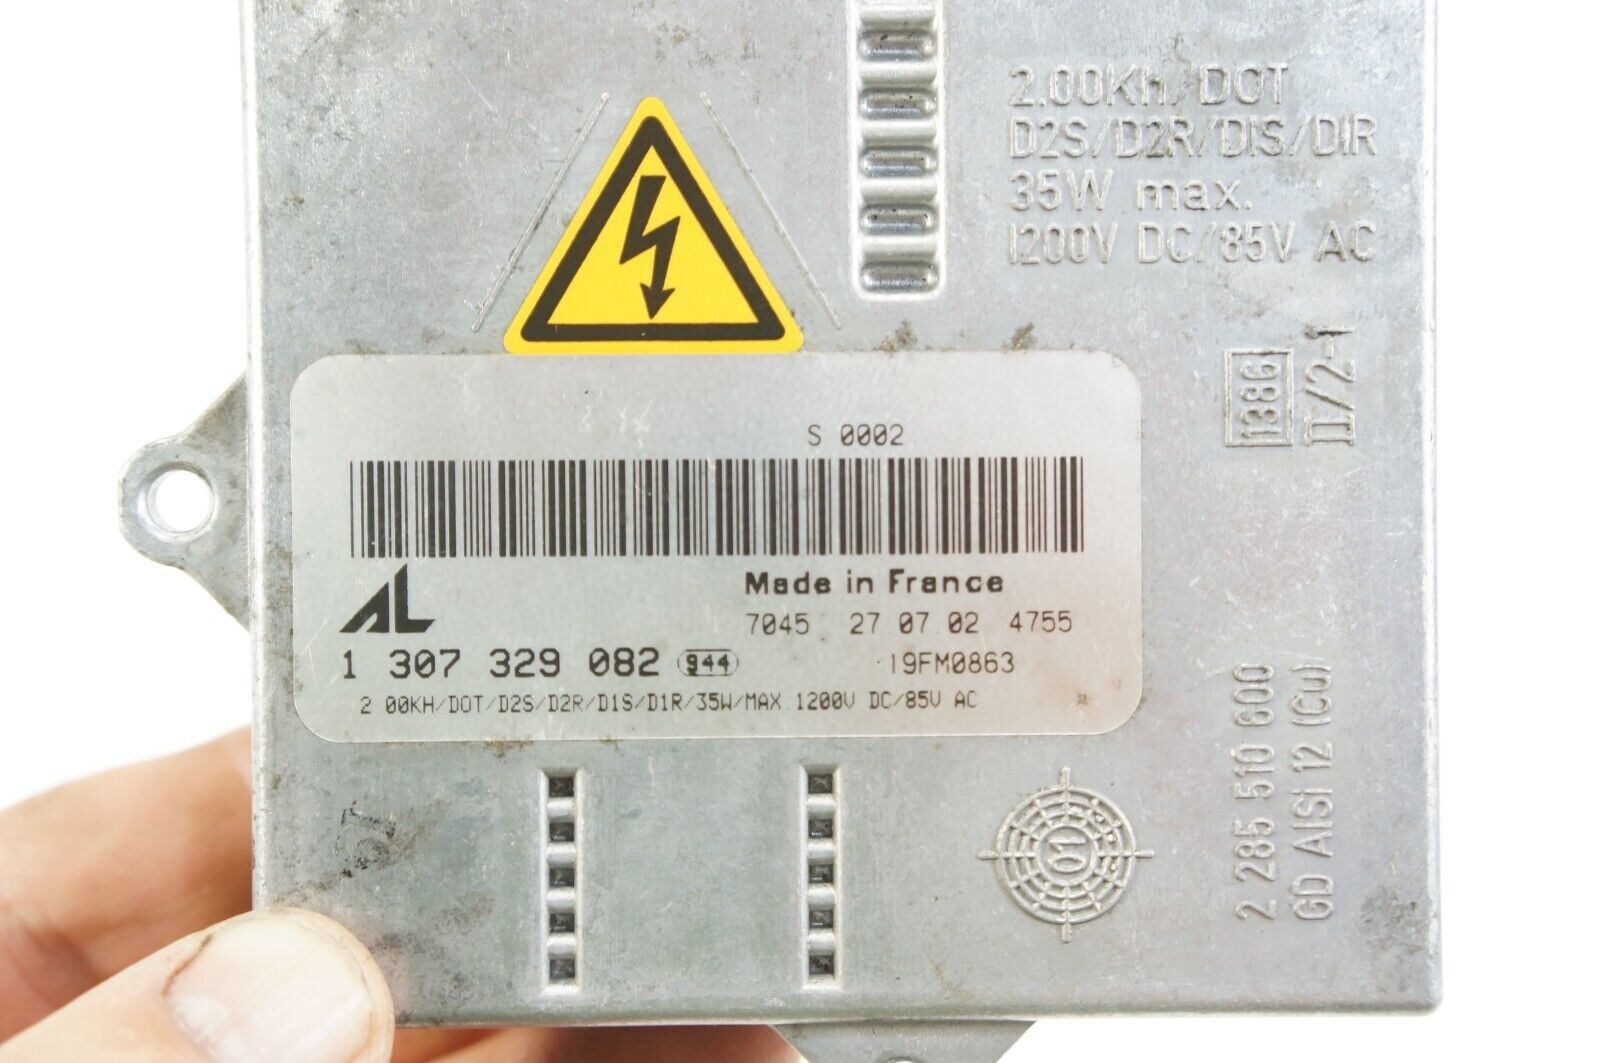 2.00Kh/DOT
D2S/D2R/D1S/D1R
35W max.
1200V DC/85V AC
1386
II/2-1
S 0002
AL
Made in France
7045 27 07 02 4755
1 307 329 082 944
19FM0863
2 00KH/DOT/D2S/D2R/D1S/D1R/35W/MAX 1200V DC/85V AC
01
2 285 510 600
GD AlSi 12 (Cu)